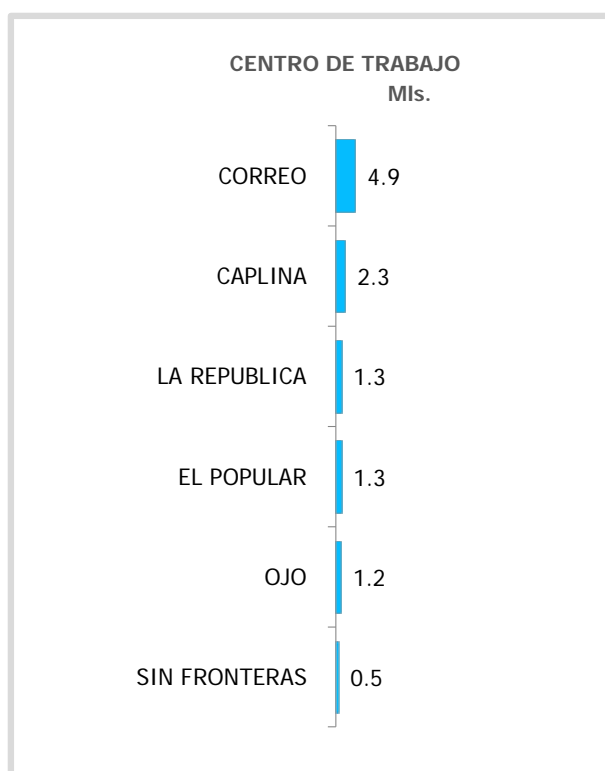 CENTRO DE TRABAJO
Mls.
CORREO 4.9
CAPLINA 2.3
LA REPUBLICA 1.3
EL POPULAR 1.3
OJO 1.2
SIN FRONTERAS 0.5